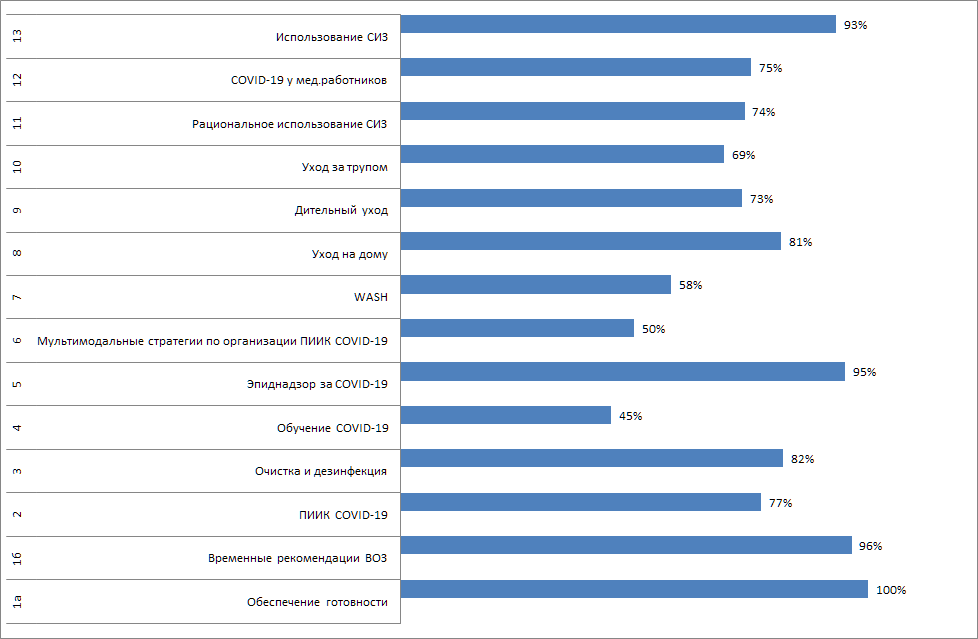 13 Использование СИЗ 93%
12 COVID-19 у мед.работников 75%
11 Рациональное использование СИЗ 74%
10 Уход за трупом 69%
9 Дительный уход 73%
8 Уход на дому 81%
7 WASH 58%
6 Мультимодальные стратегии по организации ПИИК COVID-19 50%
5 Эпиднадзор за COVID-19 95%
4 Обучение COVID-19 45%
3 Очистка и дезинфекция 82%
2 ПИИК COVID-19 77%
1б Временные рекомендации ВОЗ 96%
1а Обеспечение готовности 100%